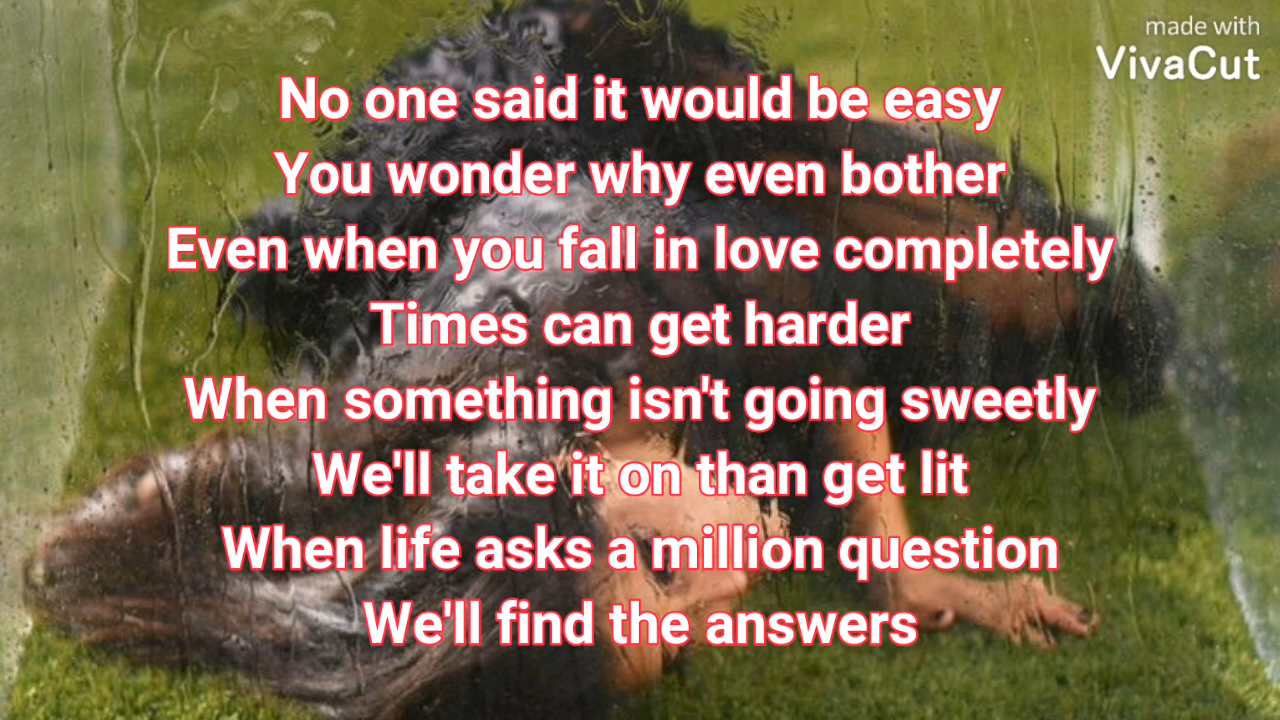 made with
VivaCut
No one said it would be easy
You wonder why even bother
Even when you fall in love completely
Times can get harder
When something isn't going sweetly
We'll take it on than get lit
When life asks a million question
We'll find the answers